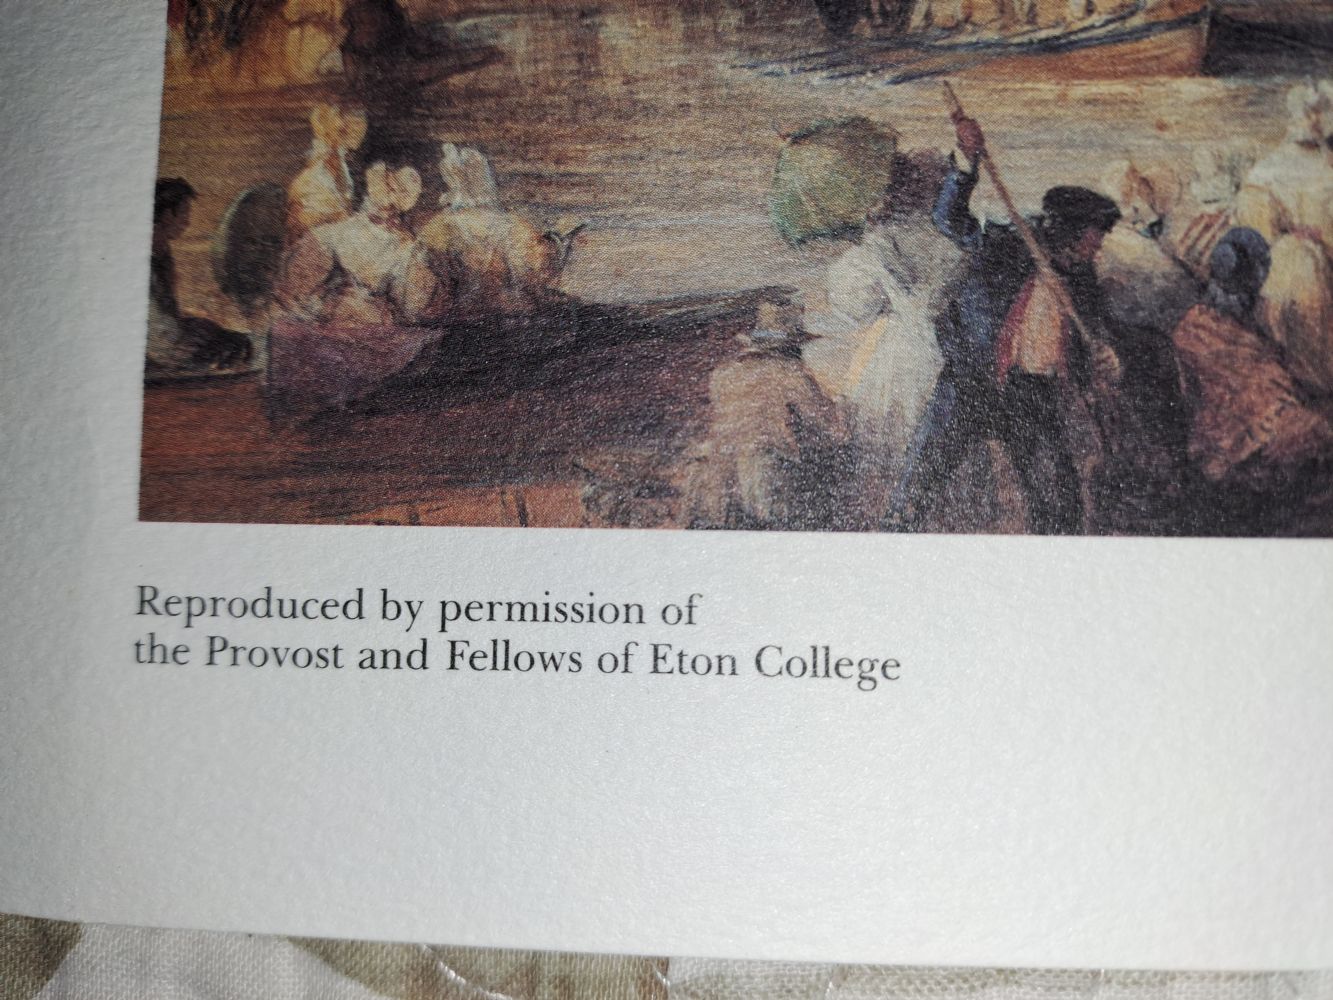 Reproduced by permission of
the Provost and Fellows of Eton College